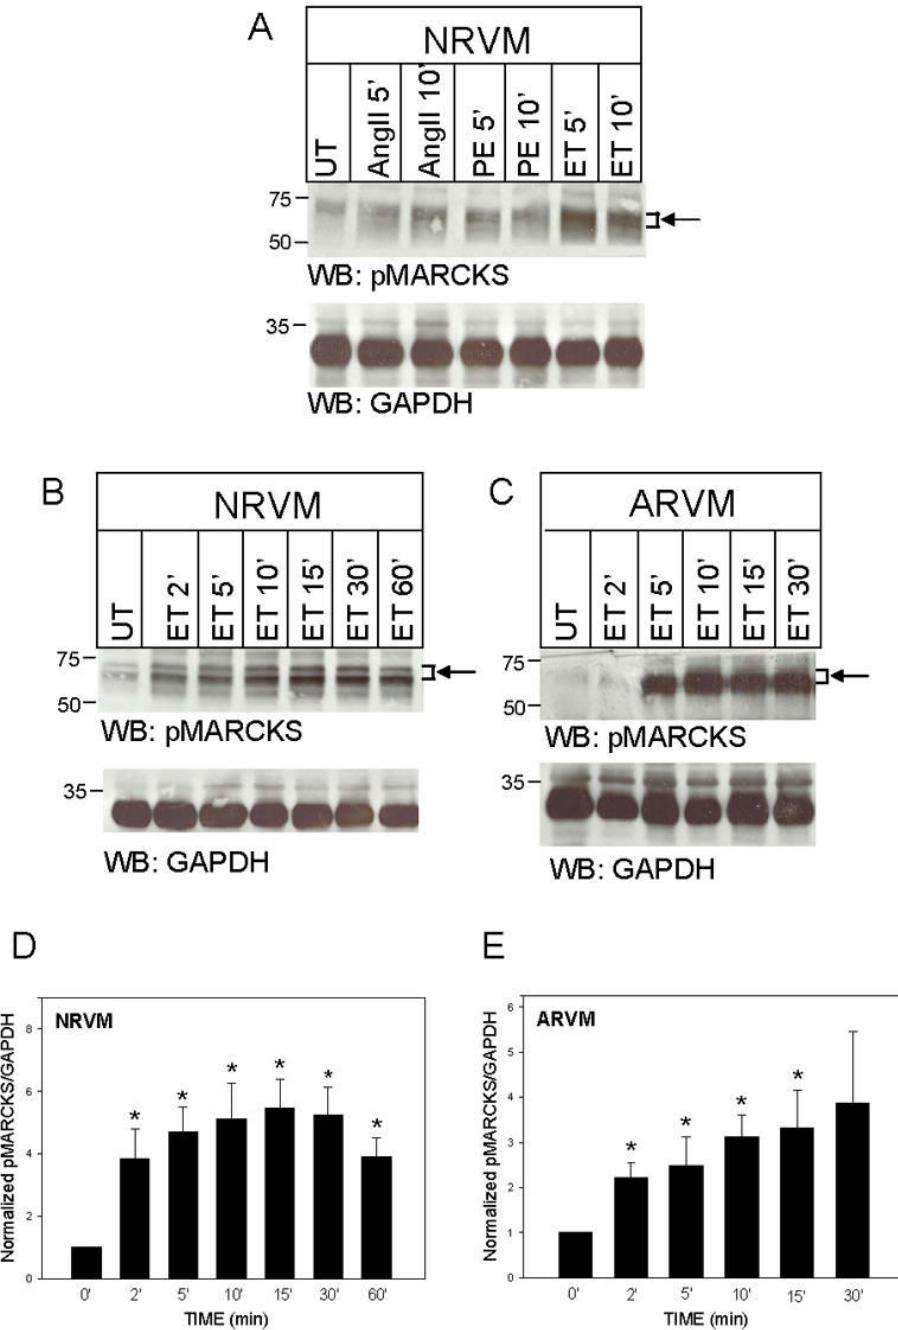 A
NRVM
UT
AngII 5'
AngII 10'
PE 5'
PE 10'
ET 5'
ET 10'
75
50
WB: pMARCKS
35
WB: GAPDH
B
NRVM
UT
ET 2'
ET 5'
ET 10'
ET 15'
ET 30'
ET 60'
75
50
WB: pMARCKS
35
WB: GAPDH
C
ARVM
UT
ET 2'
ET 5'
ET 10'
ET 15'
ET 30'
75
50
WB: pMARCKS
35
WB: GAPDH
D
NRVM
Normalized pMARCKS/GAPDH
8
6
4
2
0
* * * * * *
0' 2' 5' 10' 15' 30' 60'
TIME (min)
E
ARVM
Normalized pMARCKS/GAPDH
6
5
4
3
2
1
0
* * * *
0' 2' 5' 10' 15' 30'
TIME (min)